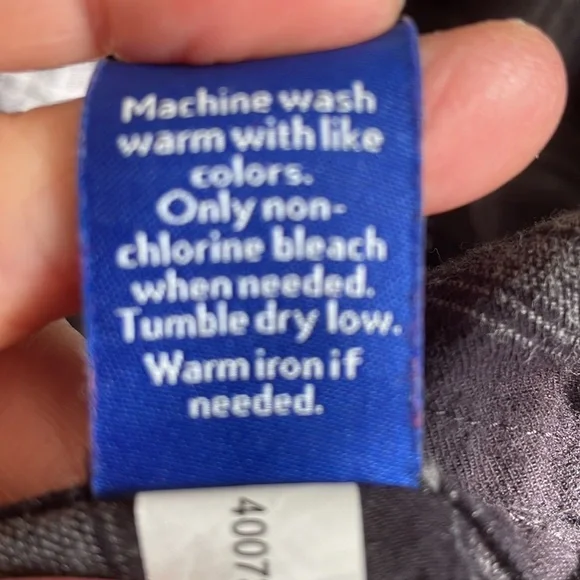 Machine wash
warm with like
colors.
Only non-
chlorine bleach
when needed.
Tumble dry low.
Warm iron if
needed.
4007